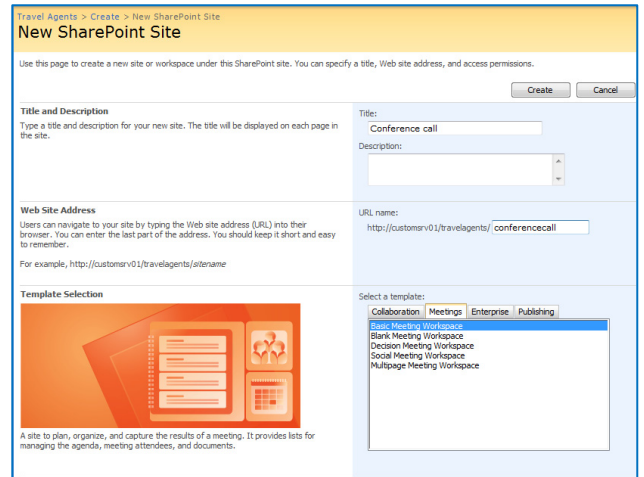 Travel Agents > Create > New SharePoint Site
New SharePoint Site
Use this page to create a new site or workspace under this SharePoint site. You can specify a title, Web site address, and access permissions.
Create Cancel
Title and Description
Type a title and description for your new site. The title will be displayed on each page in
the site.
Title:
Conference call
Description:
Web Site Address
Users can navigate to your site by typing the Web site address (URL) into their
browser. You can enter the last part of the address. You should keep it short and easy
to remember.
For example, http://customsrv01/travelagents/sitename
URL name:
http://customsrv01/travelagents/ conferencecall
Template Selection
A site to plan, organize, and capture the results of a meeting. It provides lists for
managing the agenda, meeting attendees, and documents.
Select a template:
Collaboration Meetings Enterprise Publishing
Basic Meeting Workspace
Blank Meeting Workspace
Decision Meeting Workspace
Social Meeting Workspace
Multipage Meeting Workspace